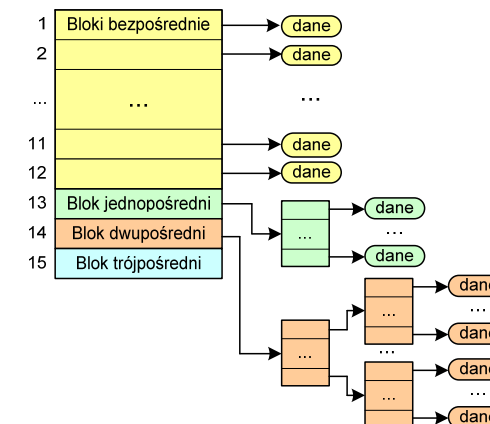 1 Bloki bezpośrednie dane
2 dane
... ... ...
11 dane
12 dane
13 Blok jednopośredni dane
... ...
14 Blok dwupośredni
15 Blok trójpośredni dane
dane
... ...
dane
... ...
dane
... ...
dane